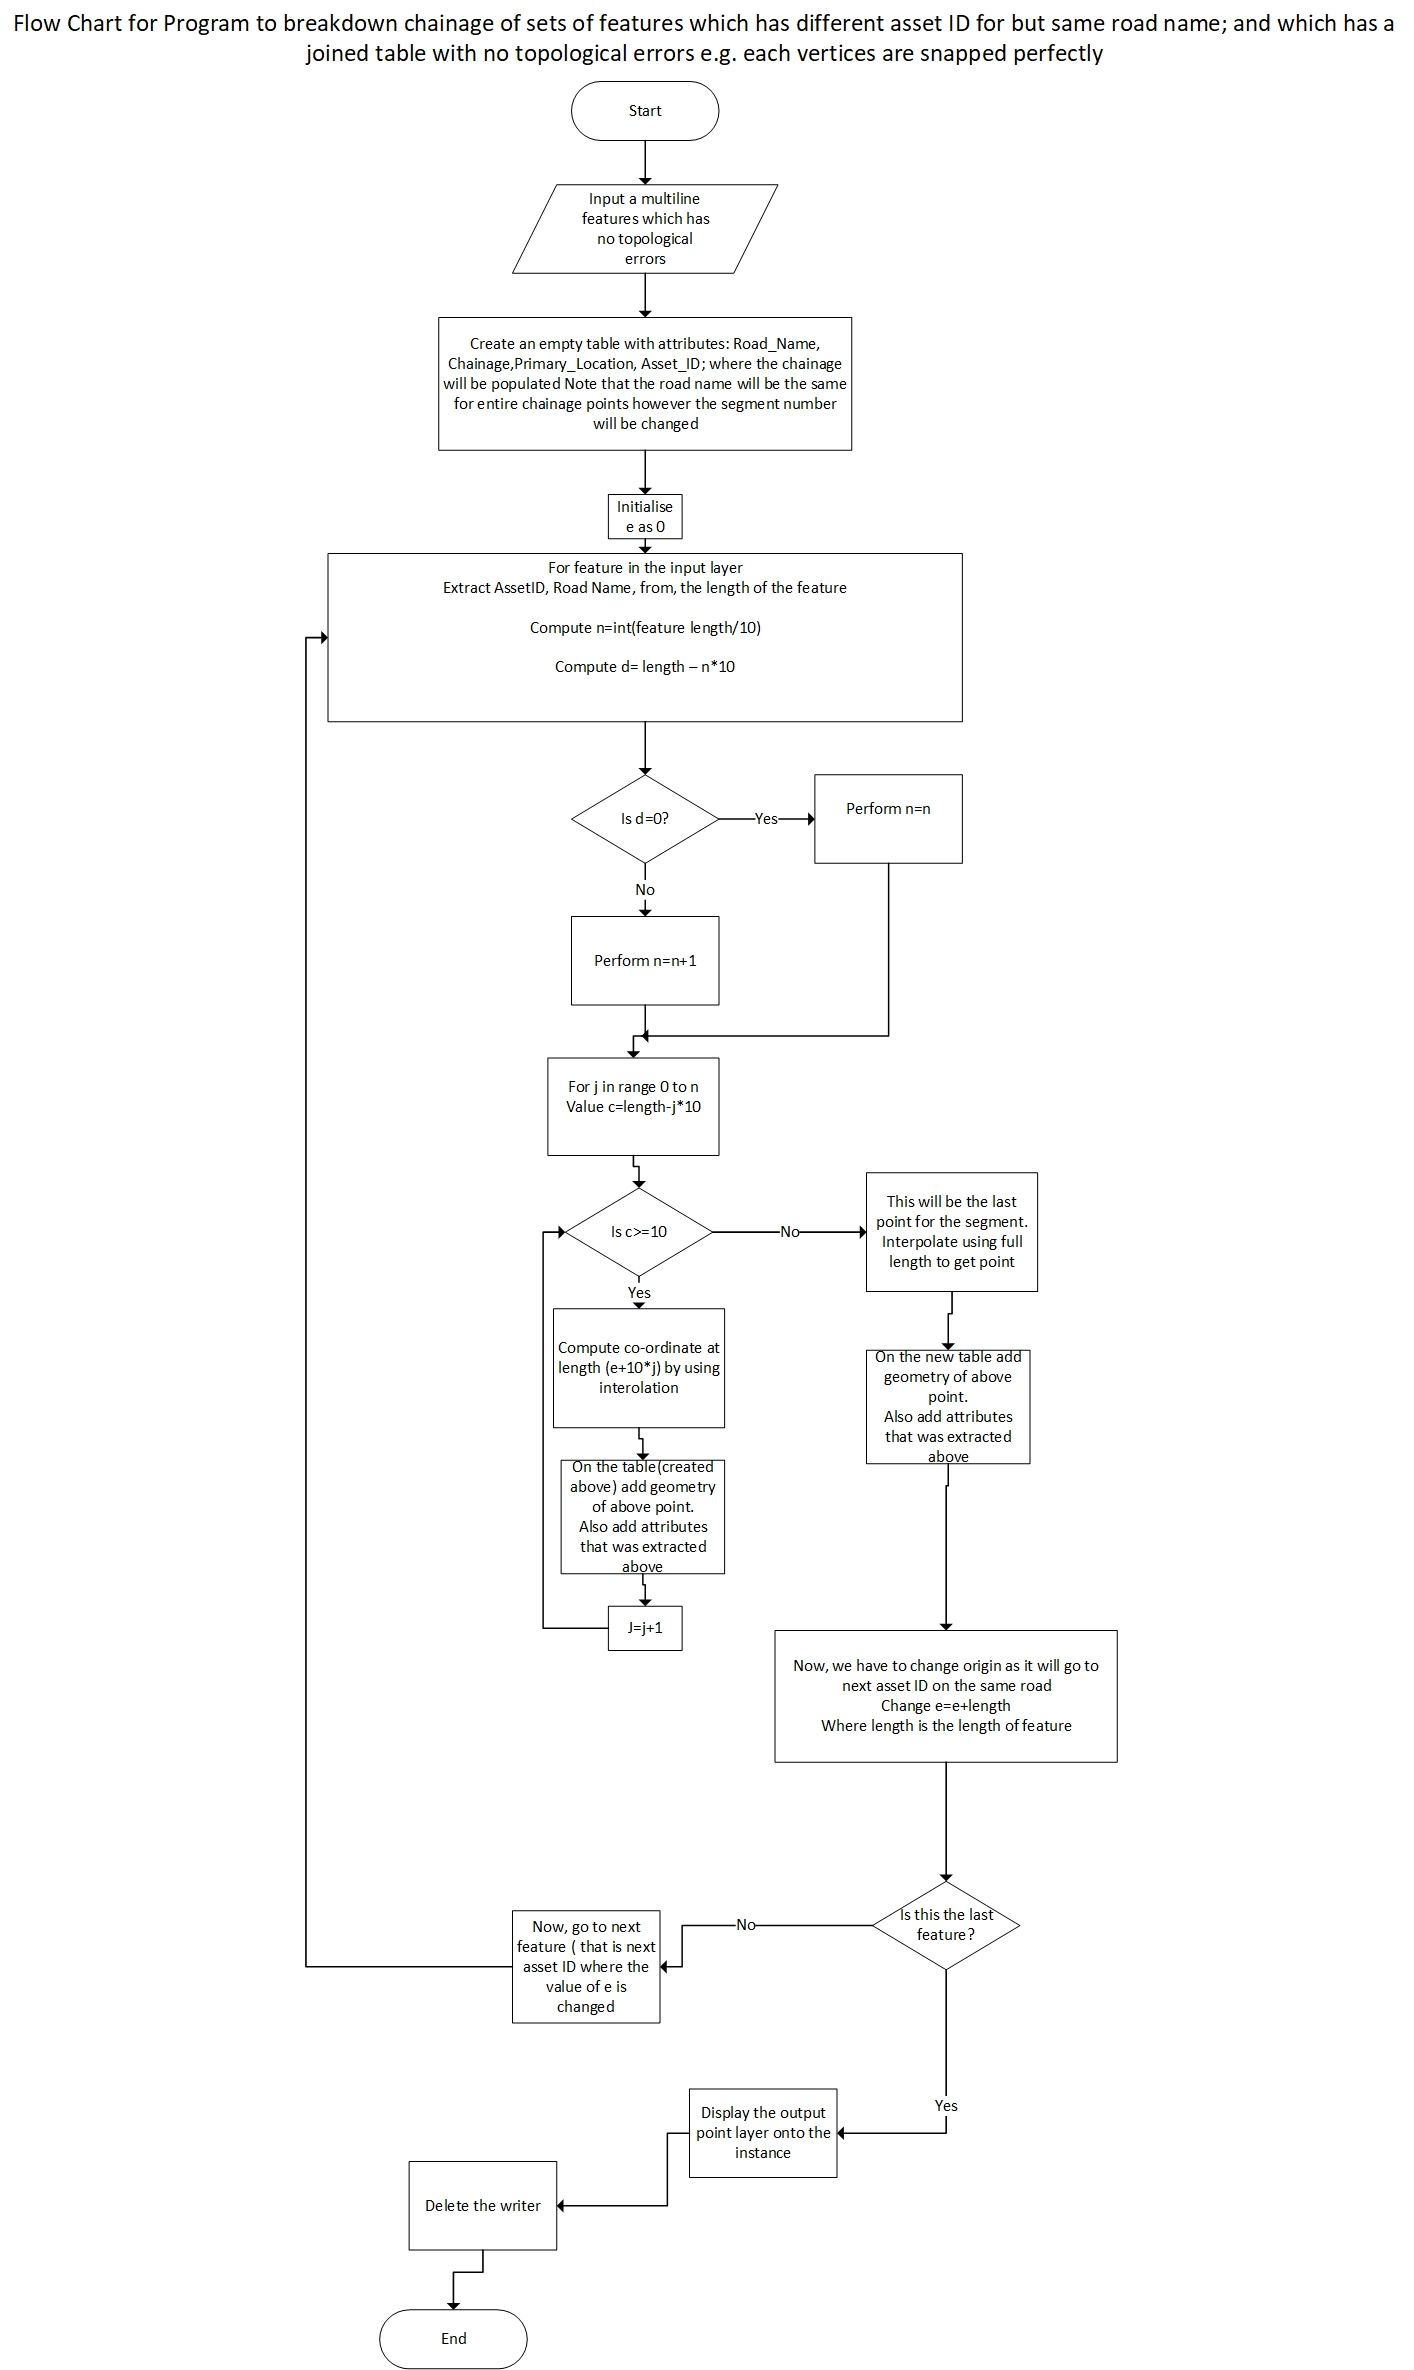 Flow Chart for Program to breakdown chainage of sets of features which has different asset ID for but same road name; and which has a
joined table with no topological errors e.g. each vertices are snapped perfectly
Start
Input a multiline
features which has
no topological
errors
Create an empty table with attributes: Road_Name,
Chainage,Primary_Location, Asset_ID; where the chainage
will be populated Note that the road name will be the same
for entire chainage points however the segment number
will be changed
Initialise
e as 0
For feature in the input layer
Extract AssetID, Road Name, from, the length of the feature
Compute n=int(feature length/10)
Compute d= length – n*10
Is d=0?
Yes
Perform n=n
No
Perform n=n+1
For j in range 0 to n
Value c=length-j*10
Is c>=10
No
This will be the last
point for the segment.
Interpolate using full
length to get point
Yes
Compute co-ordinate at
length (e+10*j) by using
interolation
On the new table add
geometry of above
point.
Also add attributes
that was extracted
above
On the table(created
above) add geometry
of above point.
Also add attributes
that was extracted
above
J=j+1
Now, we have to change origin as it will go to
next asset ID on the same road
Change e=e+length
Where length is the length of feature
Is this the last
feature?
No
Now, go to next
feature ( that is next
asset ID where the
value of e is
changed
Yes
Display the output
point layer onto the
instance
Delete the writer
End